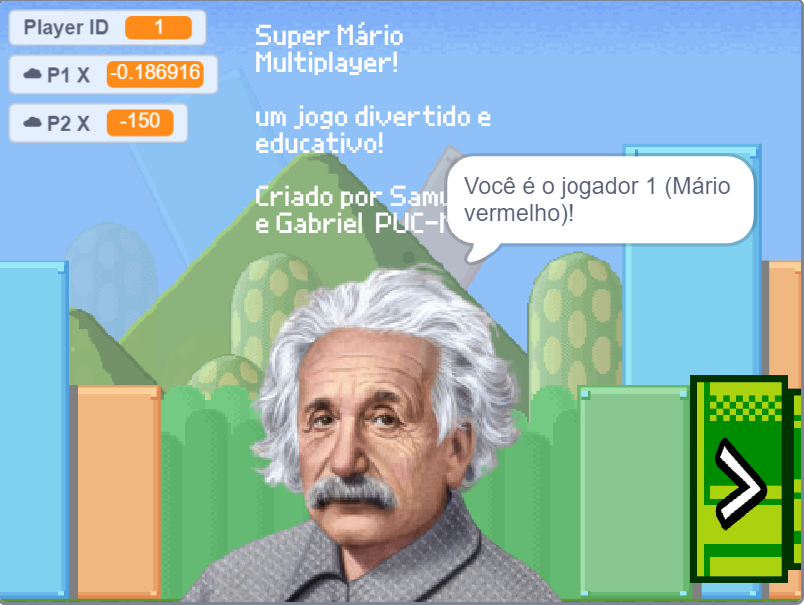 Player ID 1
P1 X -0.186916
P2 X -150
Super Mário
Multiplayer!
um jogo divertido e
educativo!
Criado por
e Gabriel
Você é o jogador 1 (Mário
vermelho)!